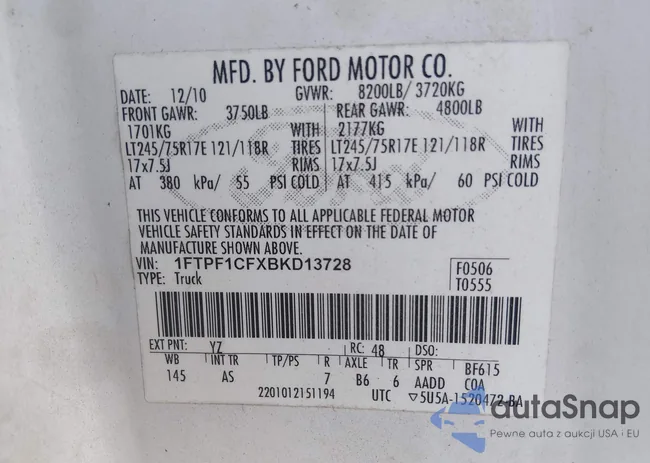 MFD. BY FORD MOTOR CO.
DATE: 12/10 GVWR: 8200LB/ 3720KG
FRONT GAWR: 3750LB REAR GAWR: 4800LB
1701KG WITH 2177KG WITH
LT245/75R17E 121/118R TIRES LT245/75R17E 121/118R TIRES
17x7.5J RIMS 17x7.5J RIMS
AT 380 kPa/ 55 PSI COLD AT 415 kPa/ 60 PSI COLD
THIS VEHICLE CONFORMS TO ALL APPLICABLE FEDERAL MOTOR
VEHICLE SAFETY STANDARDS IN EFFECT ON THE DATE OF
MANUFACTURE SHOWN ABOVE.
VIN: 1FTPF1CFXBKD13728 F0506
TYPE: Truck T0555
EXT PNT: YZ RC: 48 DSO:
WB INT TR TP/PS R AXLE TR SPR BF615
145 AS 7 B6 6 AADD COA
2201012151194 UTC ▽5U5A-1520472-BA
autaSnap
Pewne auta z aukcji USA i EU